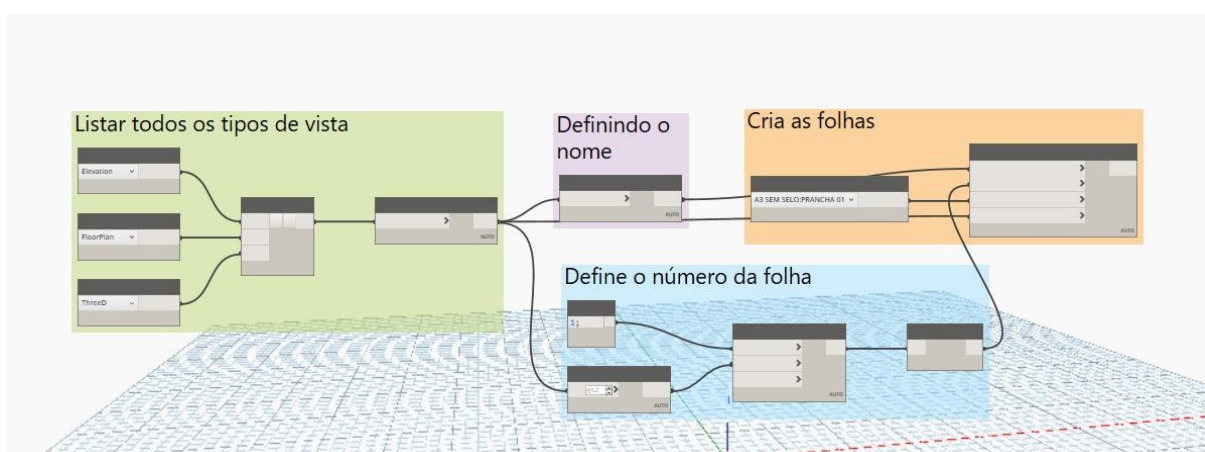 Listar todos os tipos de vista
Elevation
FloorPlan
ThreeD
AUTO
Definindo o
nome
AUTO
Cria as folhas
A3 SEM SELO:PRANCHA 01
AUTO
Define o número da folha
1;
AUTO
AUTO